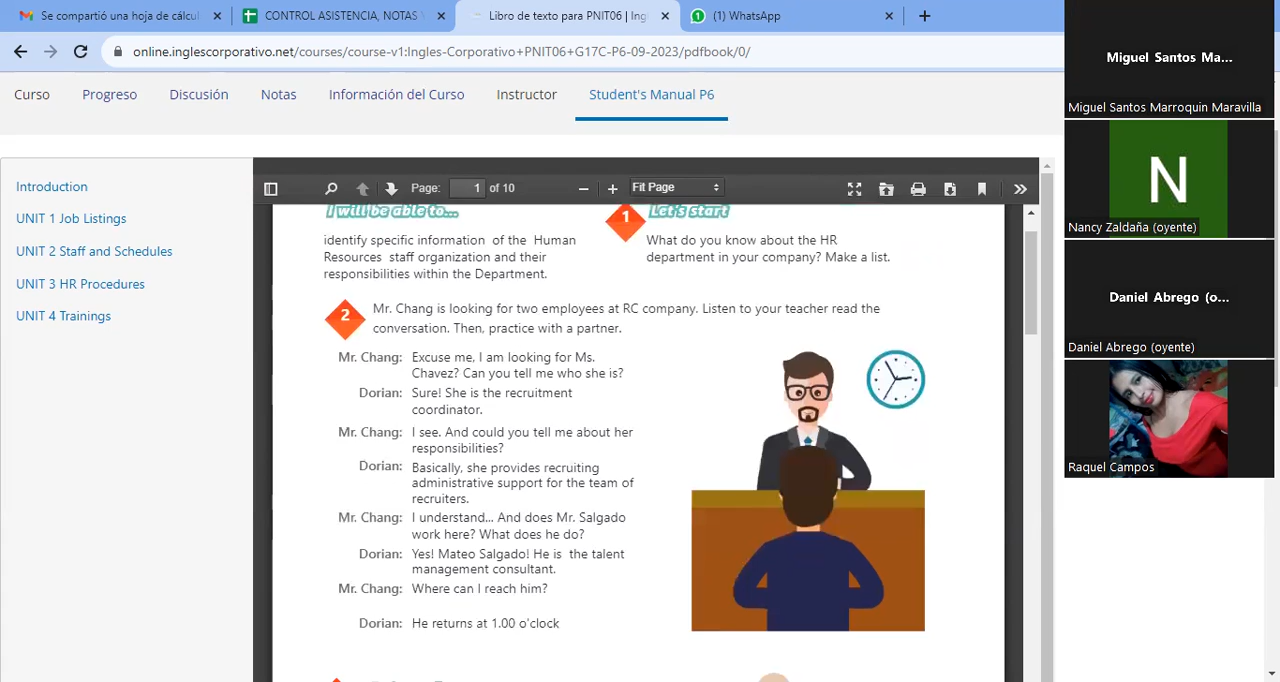 Se compartió una hoja de cálcul
CONTROL ASISTENCIA, NOTAS Y
Libro de texto para PNIT06 | Ingl
(1) WhatsApp
online.inglescorporativo.net/courses/course-v1:Ingles-Corporativo+PNIT06+G17C-P6-09-2023/pdfbook/0/
Curso
Progreso
Discusión
Notas
Información del Curso
Instructor
Student's Manual P6
Introduction
UNIT 1 Job Listings
UNIT 2 Staff and Schedules
UNIT 3 HR Procedures
UNIT 4 Trainings
Page: 1 of 10
Fit Page
I will be able to...
identify specific information of the Human
Resources staff organization and their
responsibilities within the Department.
1 Let's start
What do you know about the HR
department in your company? Make a list.
2 Mr. Chang is looking for two employees at RC company. Listen to your teacher read the
conversation. Then, practice with a partner.
Mr. Chang: Excuse me, I am looking for Ms.
Chavez? Can you tell me who she is?
Dorian: Sure! She is the recruitment
coordinator.
Mr. Chang: I see. And could you tell me about her
responsibilities?
Dorian: Basically, she provides recruiting
administrative support for the team of
recruiters.
Mr. Chang: I understand... And does Mr. Salgado
work here? What does he do?
Dorian: Yes! Mateo Salgado! He is the talent
management consultant.
Mr. Chang: Where can I reach him?
Dorian: He returns at 1.00 o'clock
Miguel Santos Ma...
Miguel Santos Marroquin Maravilla
N
Nancy Zaldaña (oyente)
Daniel Abrego (o...
Daniel Abrego (oyente)
Raquel Campos